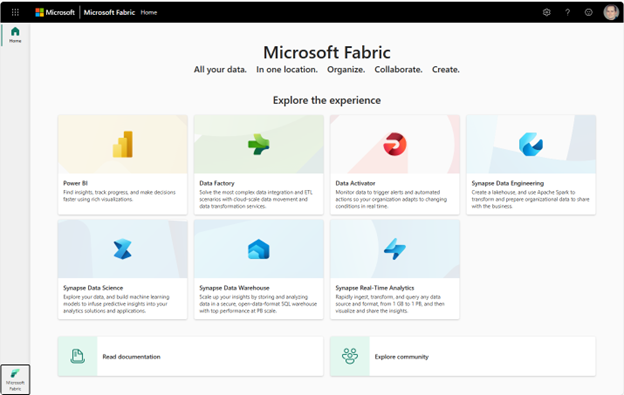 Microsoft Microsoft Fabric Home
Home
Microsoft Fabric
All your data. In one location. Organize. Collaborate. Create.
Explore the experience
Power BI
Find insights, track progress, and make decisions
faster using rich visualizations.
Data Factory
Solve the most complex data integration and ETL
scenarios with cloud-scale data movement and
data transformation services.
Data Activator
Monitor data to trigger alerts and automated
actions so your organization adapts to changing
conditions in real time.
Synapse Data Engineering
Create a lakehouse, and use Apache Spark to
transform and prepare organizational data to share
with the business.
Synapse Data Science
Explore your data, and build machine learning
models to infuse predictive insights into your
analytics solutions and applications.
Synapse Data Warehouse
Scale up your insights by storing and analyzing
data in a secure, open-data-format SQL warehouse
with top performance at PB scale.
Synapse Real-Time Analytics
Rapidly ingest, transform, and query any data
source and format, from 1 GB to 1 PB, and then
visualize and share the insights.
Read documentation
Explore community
Microsoft
Fabric